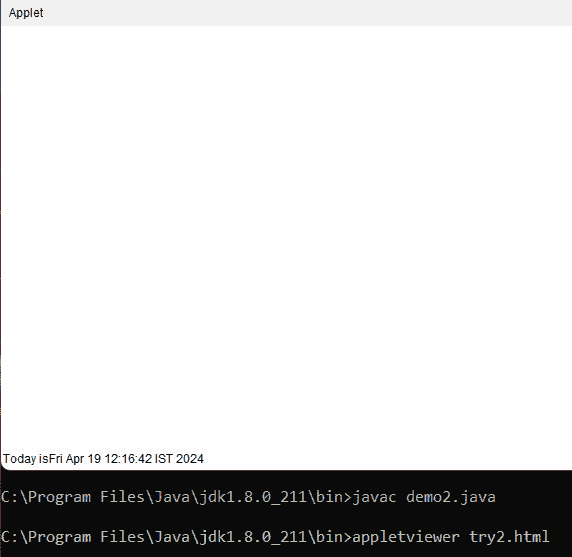 Applet
Today isFri Apr 19 12:16:42 IST 2024
C:\Program Files\Java\jdk1.8.0_211\bin>javac demo2.java
C:\Program Files\Java\jdk1.8.0_211\bin>appletviewer try2.html